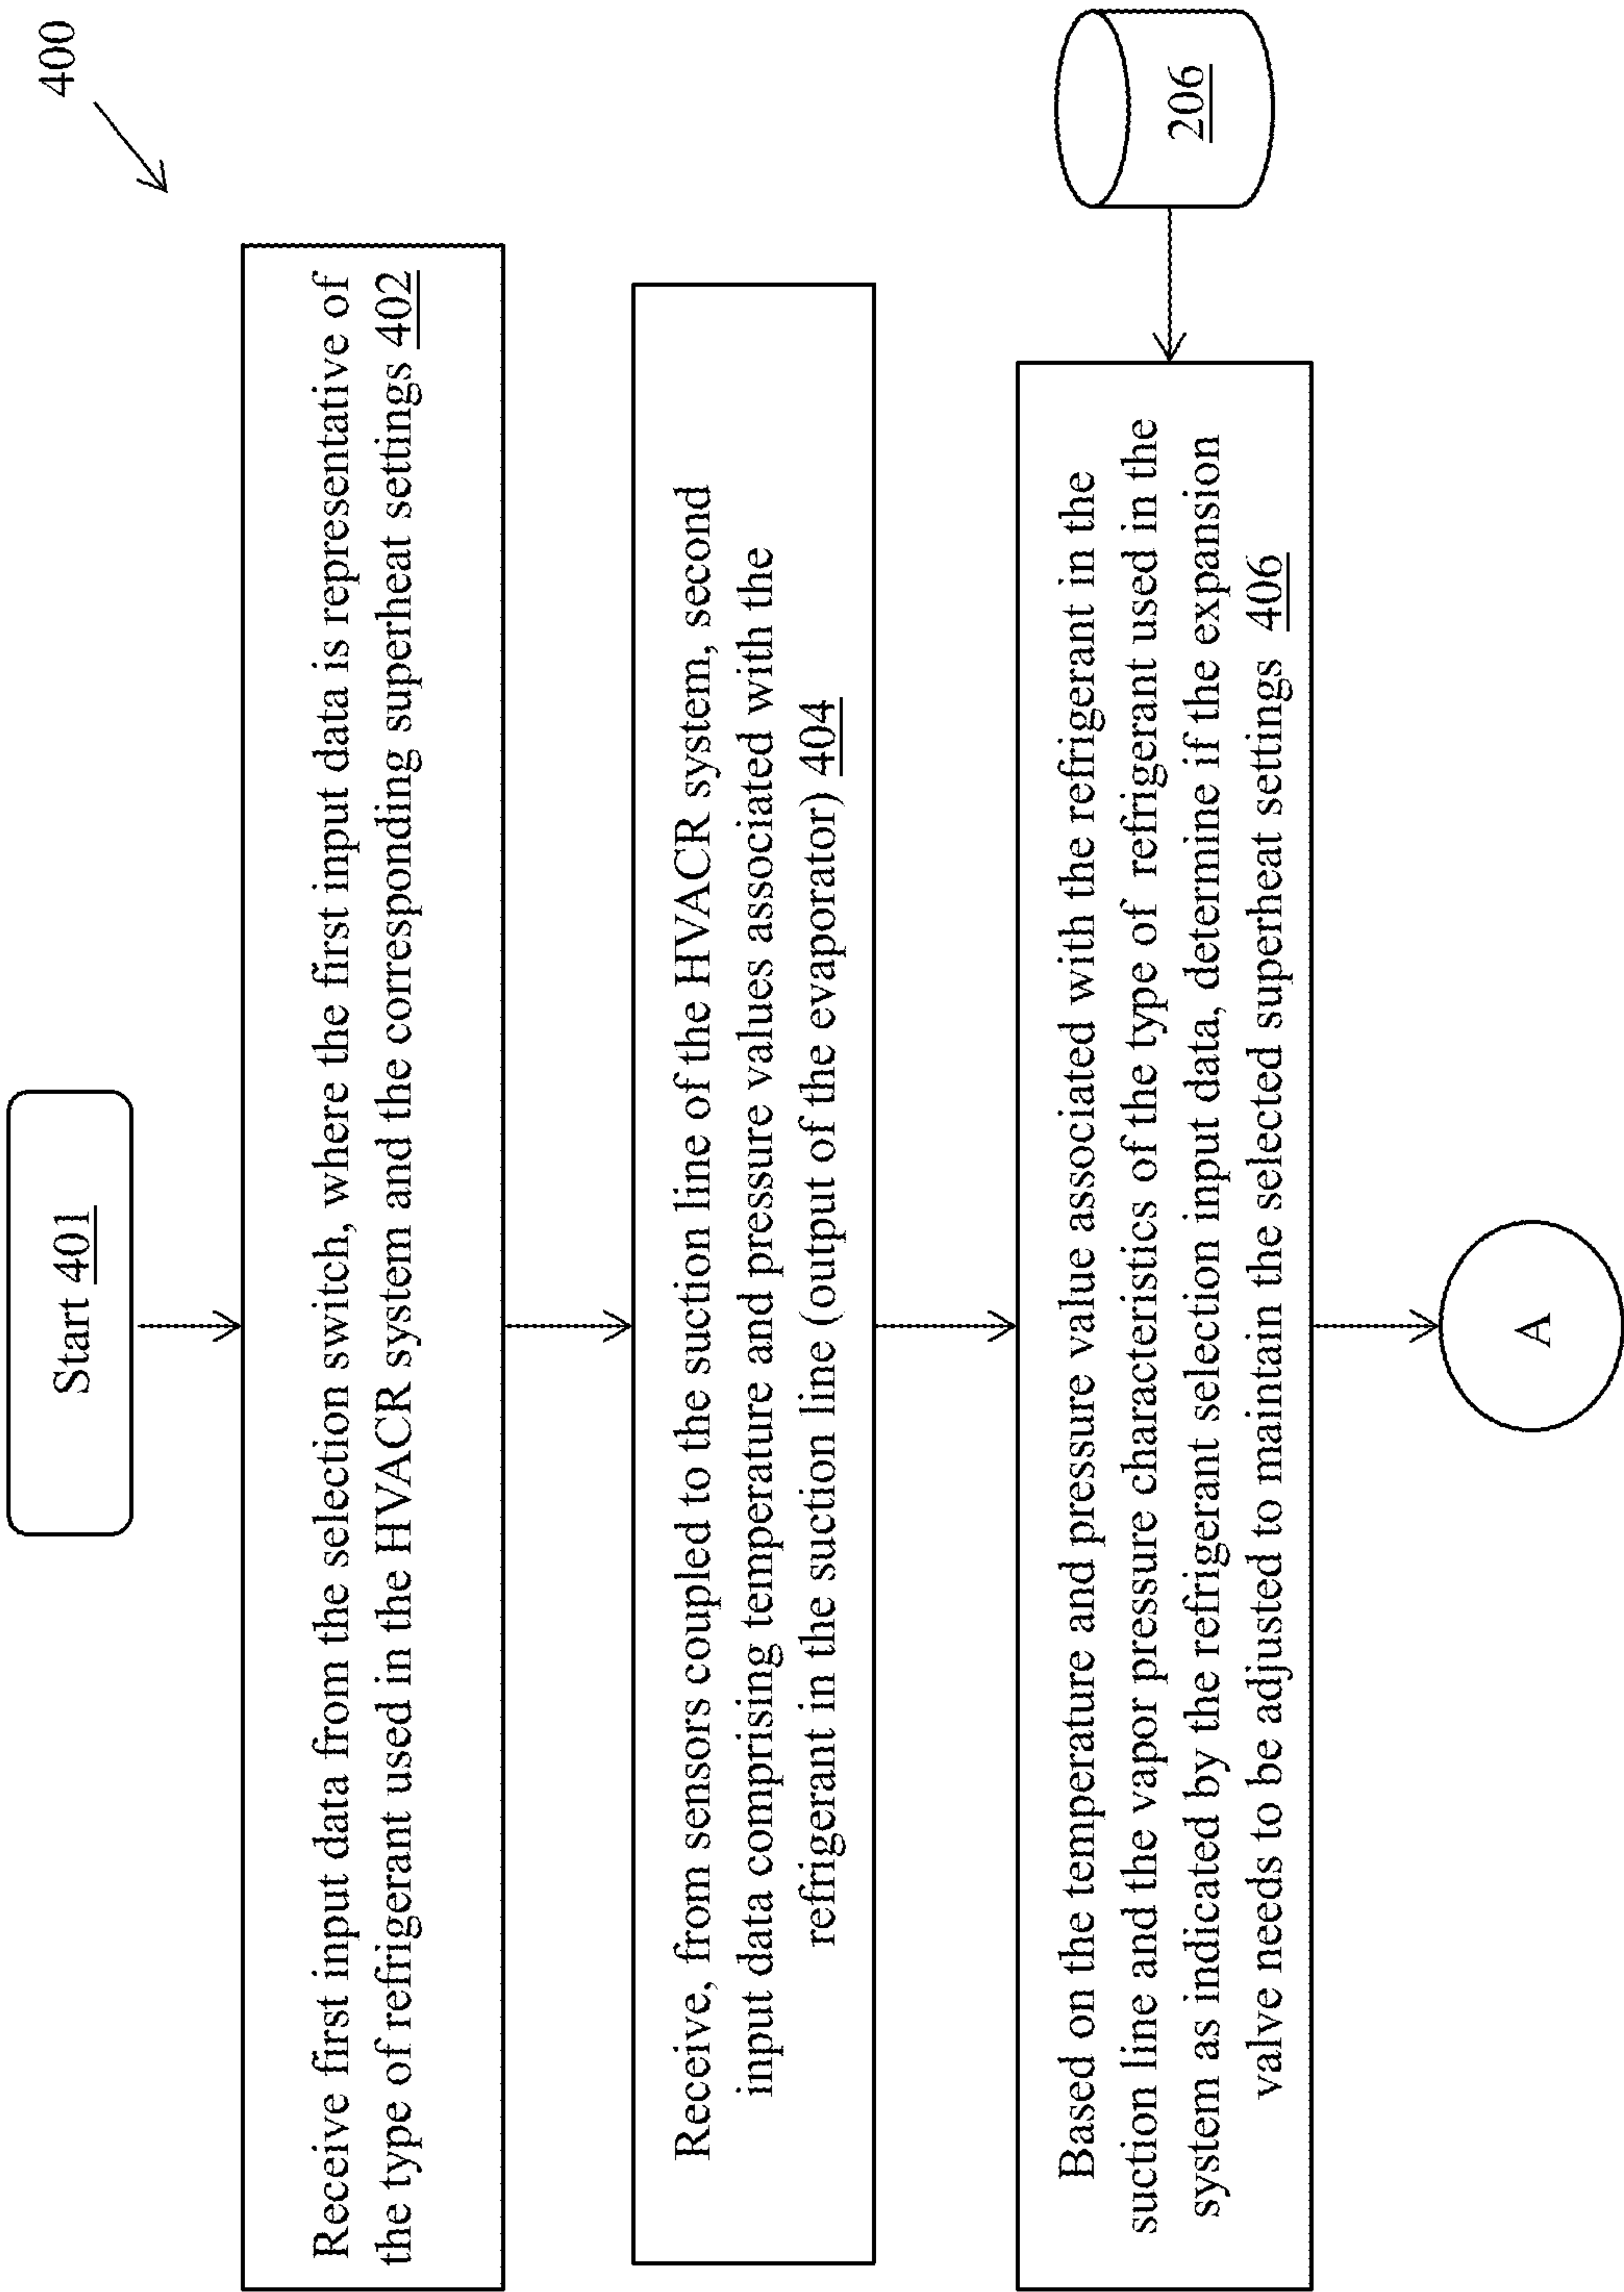 400
Start 401
Receive first input data from the selection switch, where the first input data is representative of
the type of refrigerant used in the HVACR system and the corresponding superheat settings 402
Receive, from sensors coupled to the suction line of the HVACR system, second
input data comprising temperature and pressure values associated with the
refrigerant in the suction line (output of the evaporator) 404
Based on the temperature and pressure value associated with the refrigerant in the
suction line and the vapor pressure characteristics of the type of refrigerant used in the
system as indicated by the refrigerant selection input data, determine if the expansion
valve needs to be adjusted to maintain the selected superheat settings 406
206
A